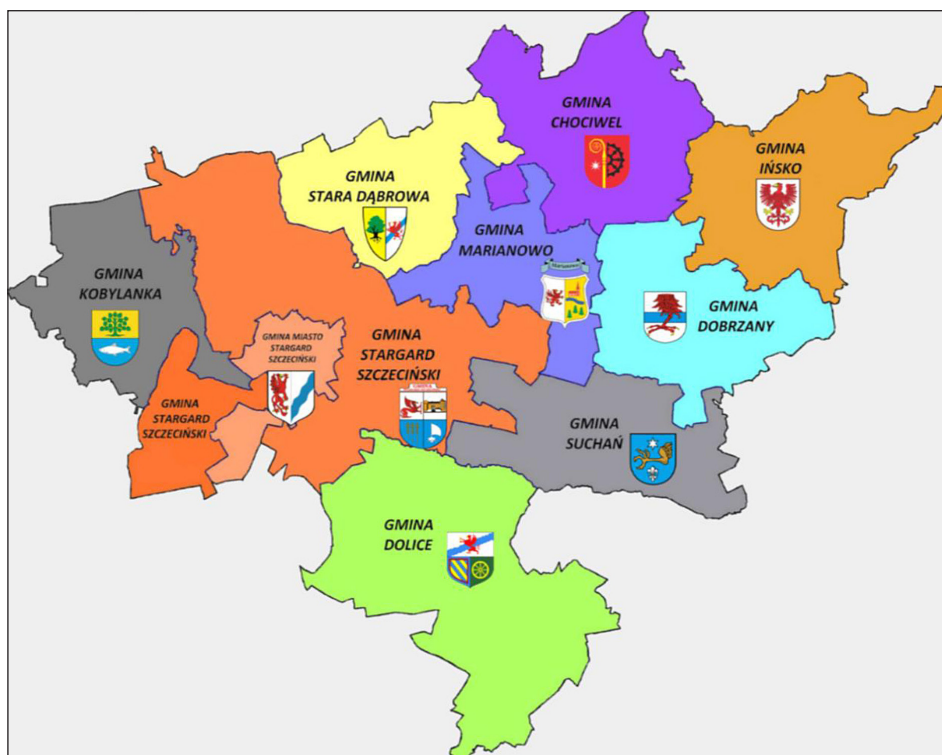 GMINA
CHOCIWEL
GMINA
IŃSKO
GMINA
STARA DĄBROWA
GMINA
MARIANOWO
GMINA
KOBYLANKA
GMINA
DOBRZANY
GMINA MIASTO
STARGARD
SZCZECIŃSKI
GMINA
STARGARD
SZCZECIŃSKI
GMINA
STARGARD
SZCZECIŃSKI
GMINA
SUCHAŃ
GMINA
DOLICE